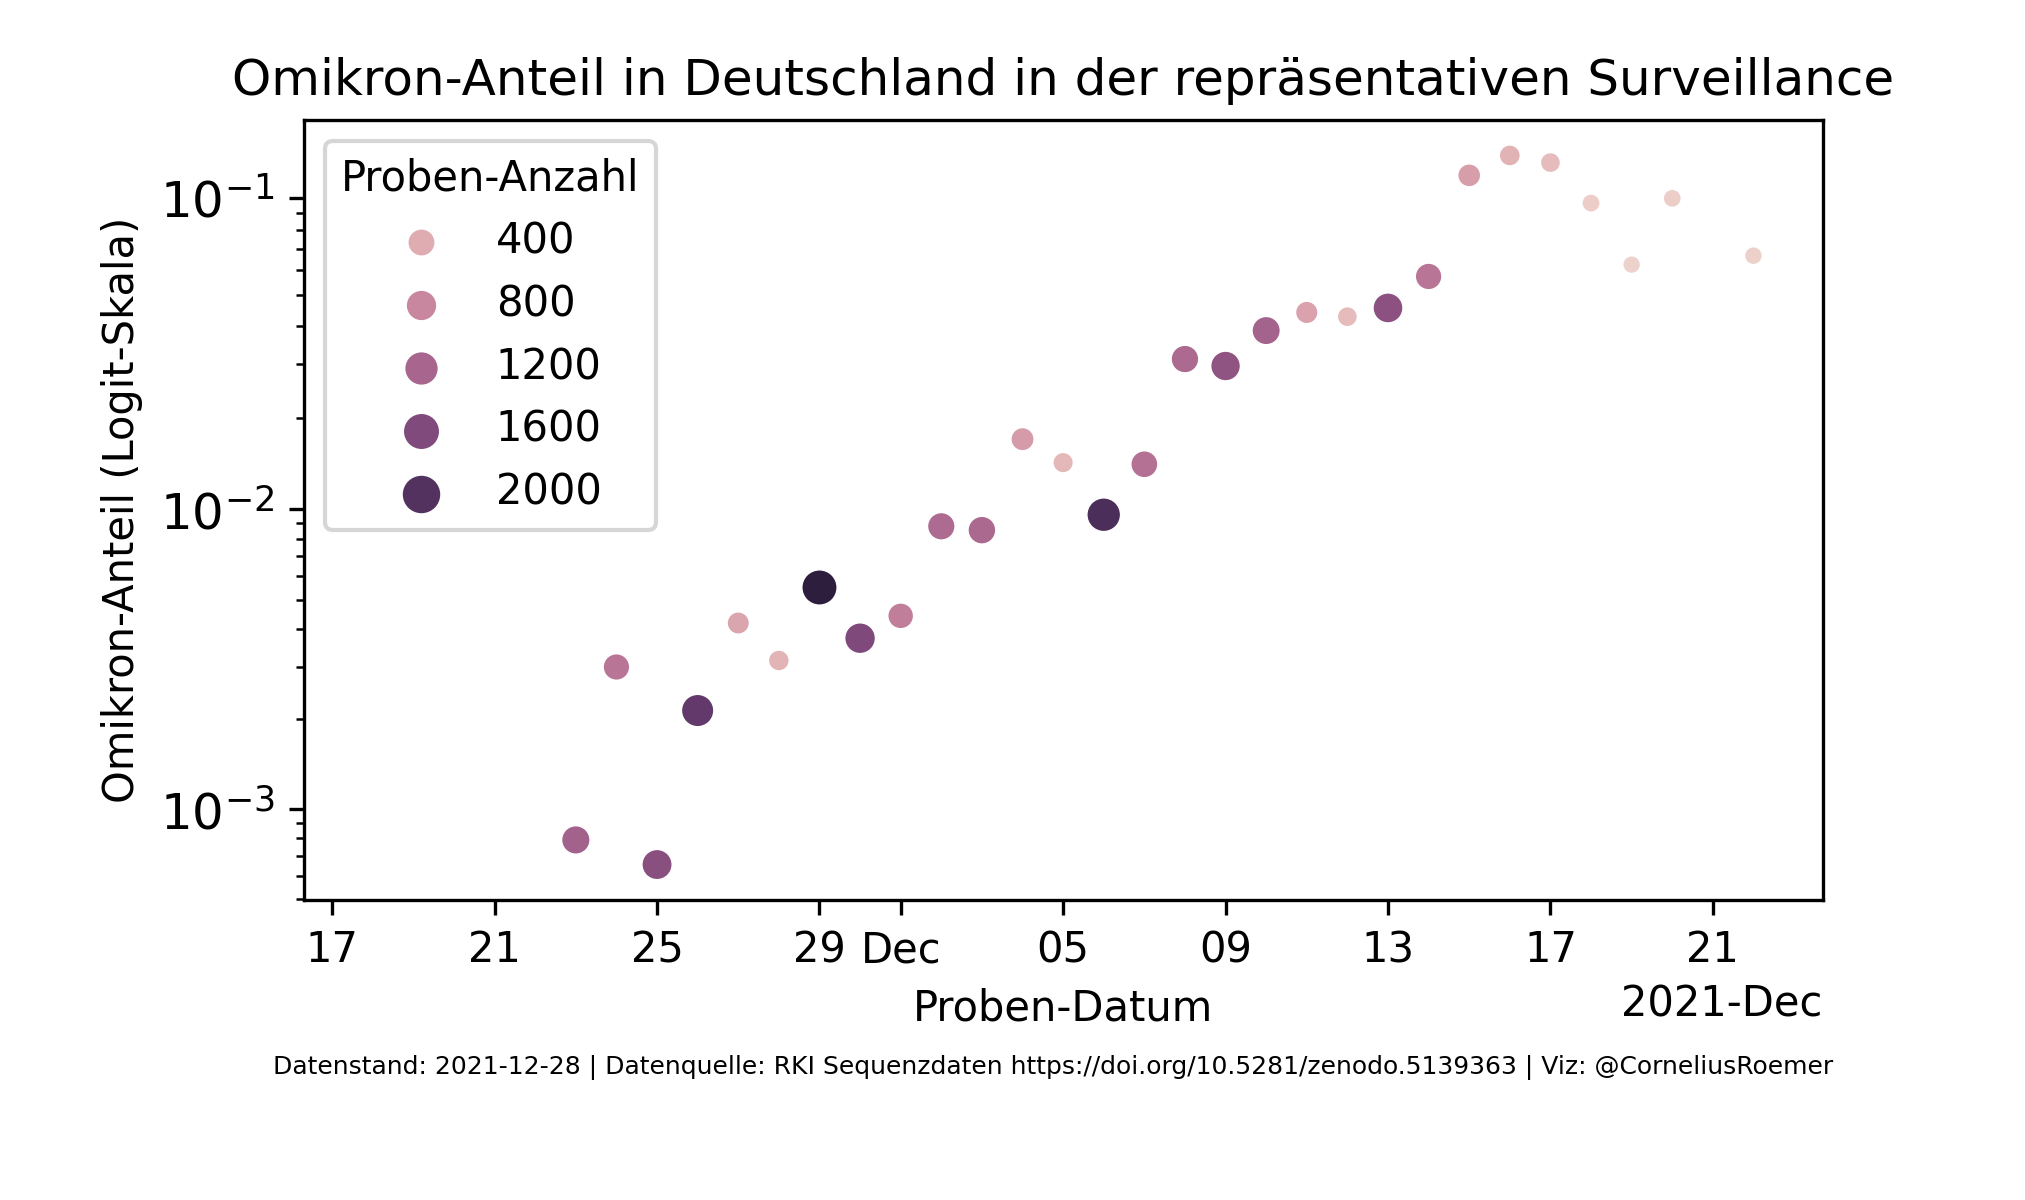 Omikron-Anteil in Deutschland in der repräsentativen Surveillance
Omikron-Anteil (Logit-Skala)
10⁻¹
10⁻²
10⁻³
Proben-Anzahl
400
800
1200
1600
2000
17 21 25 29 Dec 05 09 13 17 21
2021-Dec
Proben-Datum
Datenstand: 2021-12-28 | Datenquelle: RKI Sequenzdaten https://doi.org/10.5281/zenodo.5139363 | Viz: @CorneliusRoemer